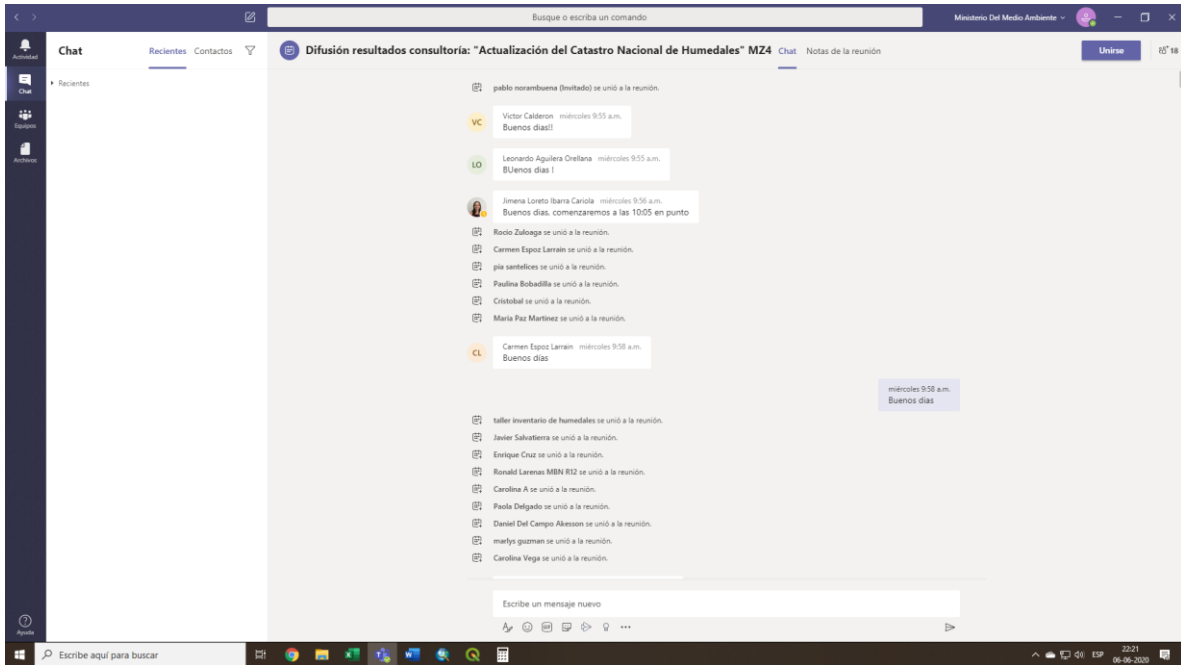 Busque o escriba un comando
Ministerio Del Medio Ambiente
Actividad
Chat
Equipos
Archivos
Ayuda
Chat
Recientes Contactos
Recientes
Difusión resultados consultoría: "Actualización del Catastro Nacional de Humedales" MZ4 Chat Notas de la reunión
Unirse
18
pablo norambuena (Invitado) se unió a la reunión.
VC
Victor Calderon miércoles 9:55 a.m.
Buenos dias!!
LO
Leonardo Aguilera Orellana miércoles 9:55 a.m.
BUenos dias !
Jimena Loreto Ibarra Cariola miércoles 9:56 a.m.
Buenos dias, comenzaremos a las 10:05 en punto
Rocio Zuloaga se unió a la reunión.
Carmen Espoz Larrain se unió a la reunión.
pia santelices se unió a la reunión.
Paulina Bobadilla se unió a la reunión.
Cristobal se unió a la reunión.
María Paz Martínez se unió a la reunión.
CL
Carmen Espoz Larrain miércoles 9:58 a.m.
Buenos días
miércoles 9:58 a.m.
Buenos dias
taller inventario de humedales se unió a la reunión.
Javier Salvatierra se unió a la reunión.
Enrique Cruz se unió a la reunión.
Ronald Larenas MBN R12 se unió a la reunión.
Carolina A se unió a la reunión.
Paola Delgado se unió a la reunión.
Daniel Del Campo Akesson se unió a la reunión.
marlys guzman se unió a la reunión.
Carolina Vega se unió a la reunión.
Escribe un mensaje nuevo
GIF
Escribe aquí para buscar
ESP
22:21
06-06-2020